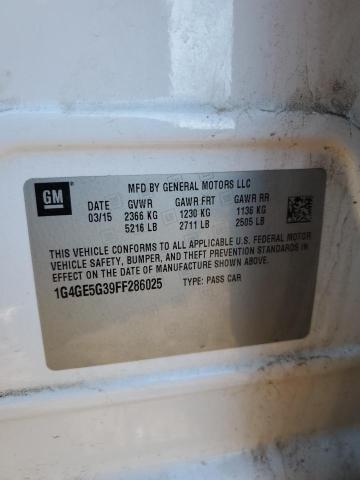 GM
MFD BY GENERAL MOTORS LLC
DATE GVWR GAWR FRT GAWR RR
03/15 2366 KG 1230 KG 1136 KG
5216 LB 2711 LB 2505 LB
THIS VEHICLE CONFORMS TO ALL APPLICABLE U.S. FEDERAL MOTOR
VEHICLE SAFETY, BUMPER, AND THEFT PREVENTION STANDARDS IN
EFFECT ON THE DATE OF MANUFACTURE SHOWN ABOVE.
1G4GE5G39FF286025 TYPE: PASS CAR